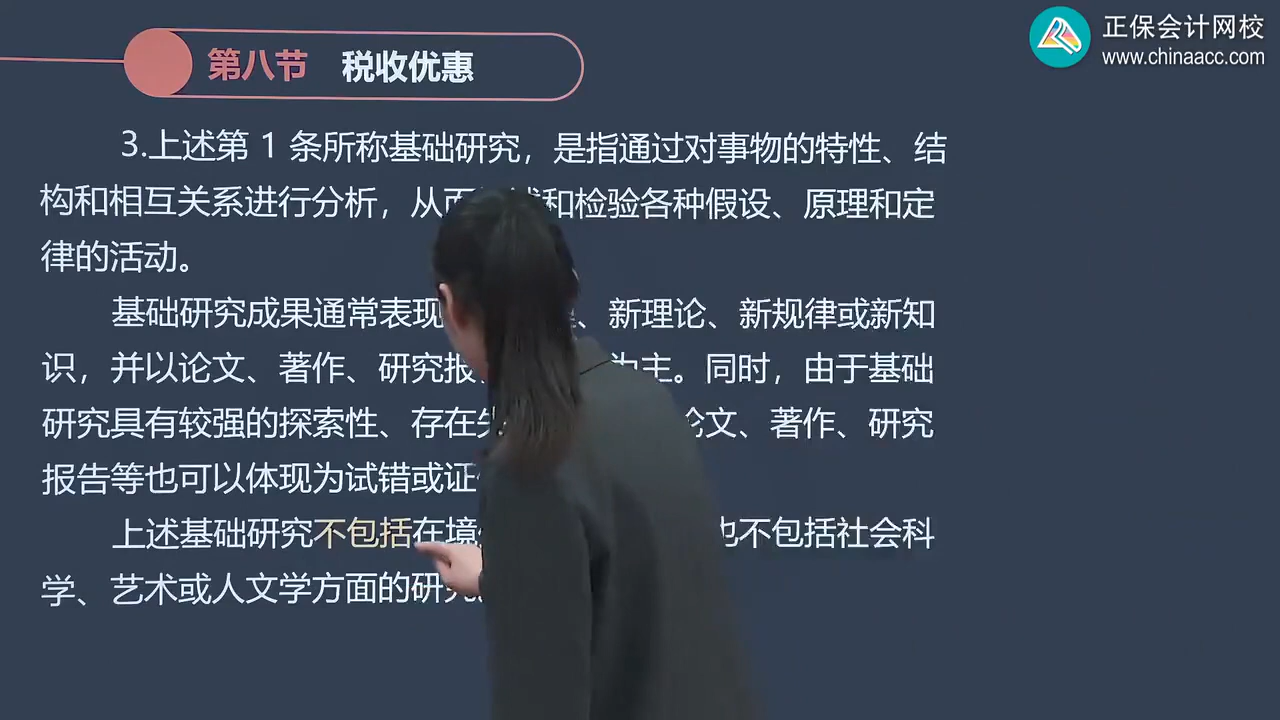 正保会计网校
www.chinaacc.com
第八节 税收优惠
3.上述第 1 条所称基础研究，是指通过对事物的特性、结
构和相互关系进行分析，从而 和检验各种假设、原理和定
律的活动。
基础研究成果通常表现 、新理论、新规律或新知
识，并以论文、著作、研究报 为主。同时，由于基础
研究具有较强的探索性、存在失 论文、著作、研究
报告等也可以体现为试错或证
上述基础研究不包括在境 也不包括社会科
学、艺术或人文学方面的研究